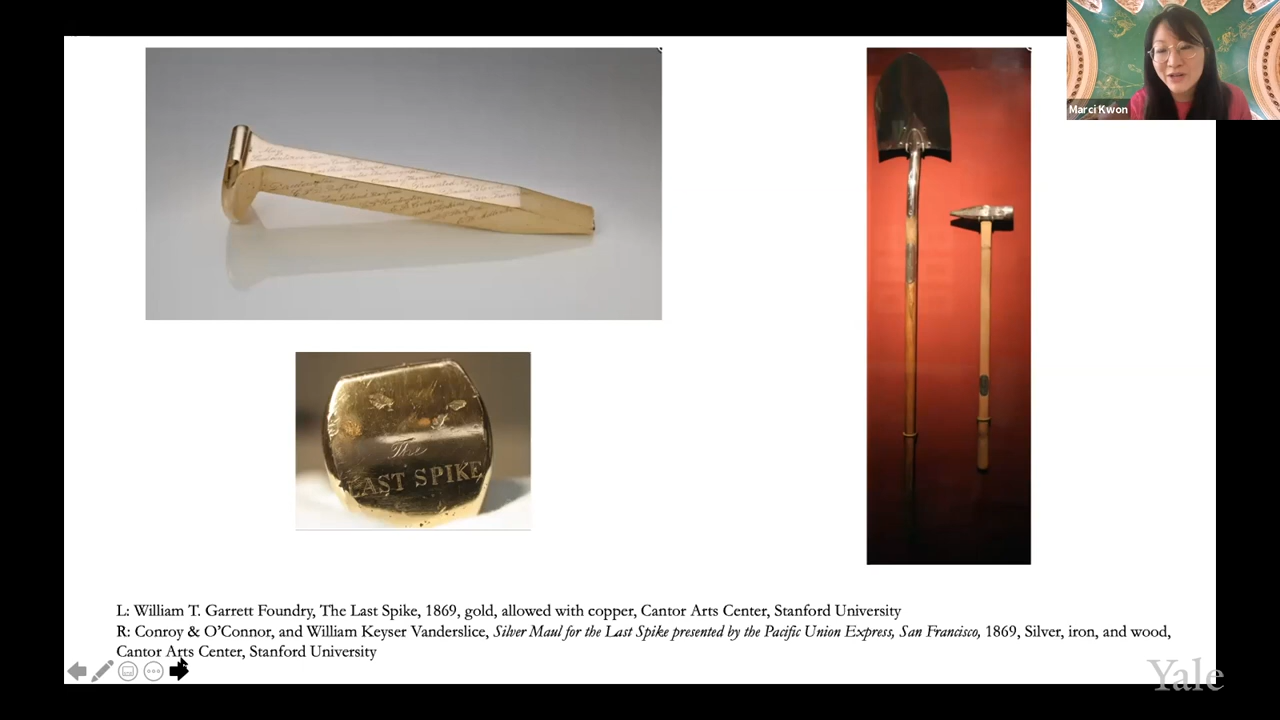 Marci Kwon
The
LAST SPIKE
L: William T. Garrett Foundry, The Last Spike, 1869, gold, allowed with copper, Cantor Arts Center, Stanford University
R: Conroy & O’Connor, and William Keyser Vanderslice, Silver Maul for the Last Spike presented by the Pacific Union Express, San Francisco, 1869, Silver, iron, and wood,
Cantor Arts Center, Stanford University
Yale